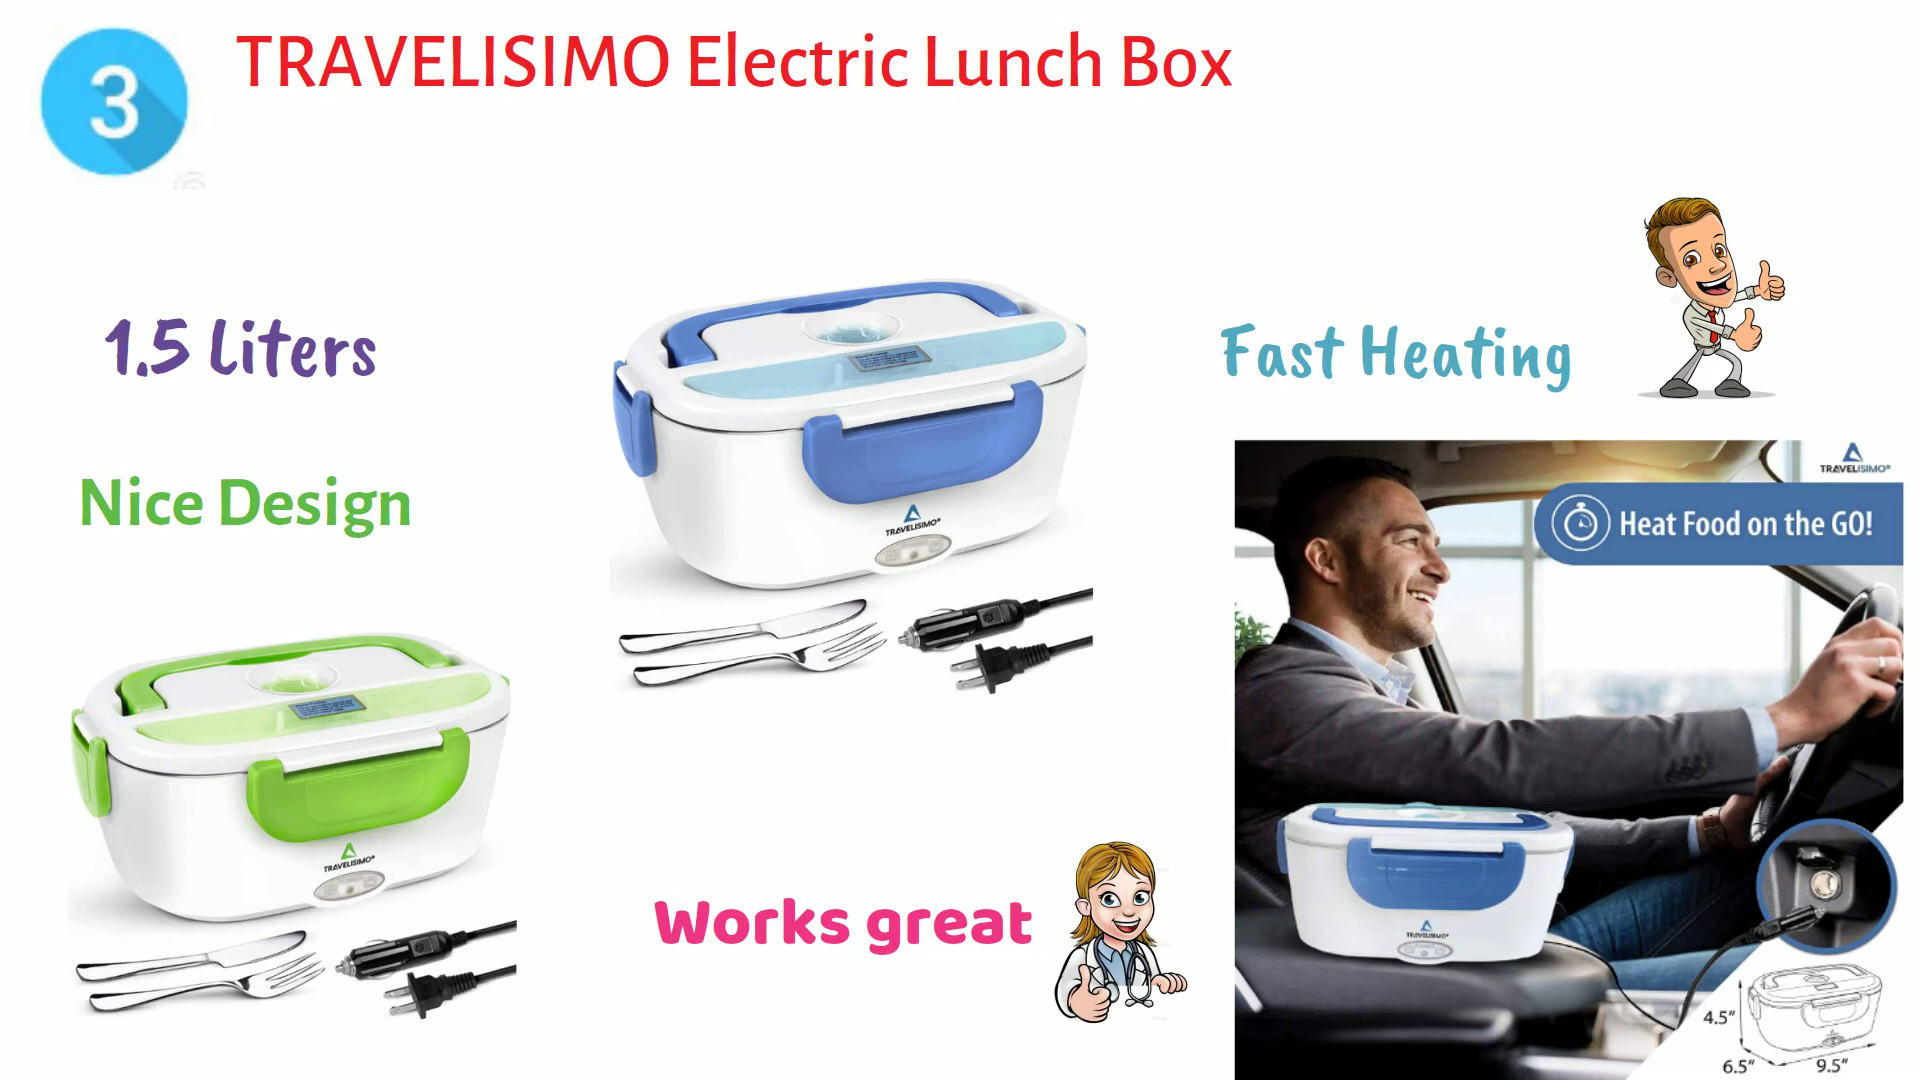 3
TRAVELISIMO Electric Lunch Box
1.5 Liters
Fast Heating
Nice Design
TRAVELISIMO®
TRAVELISIMO®
Heat Food on the GO!
TRAVELISIMO®
Works great
TRAVELISIMO®
4.5"
6.5"
9.5"